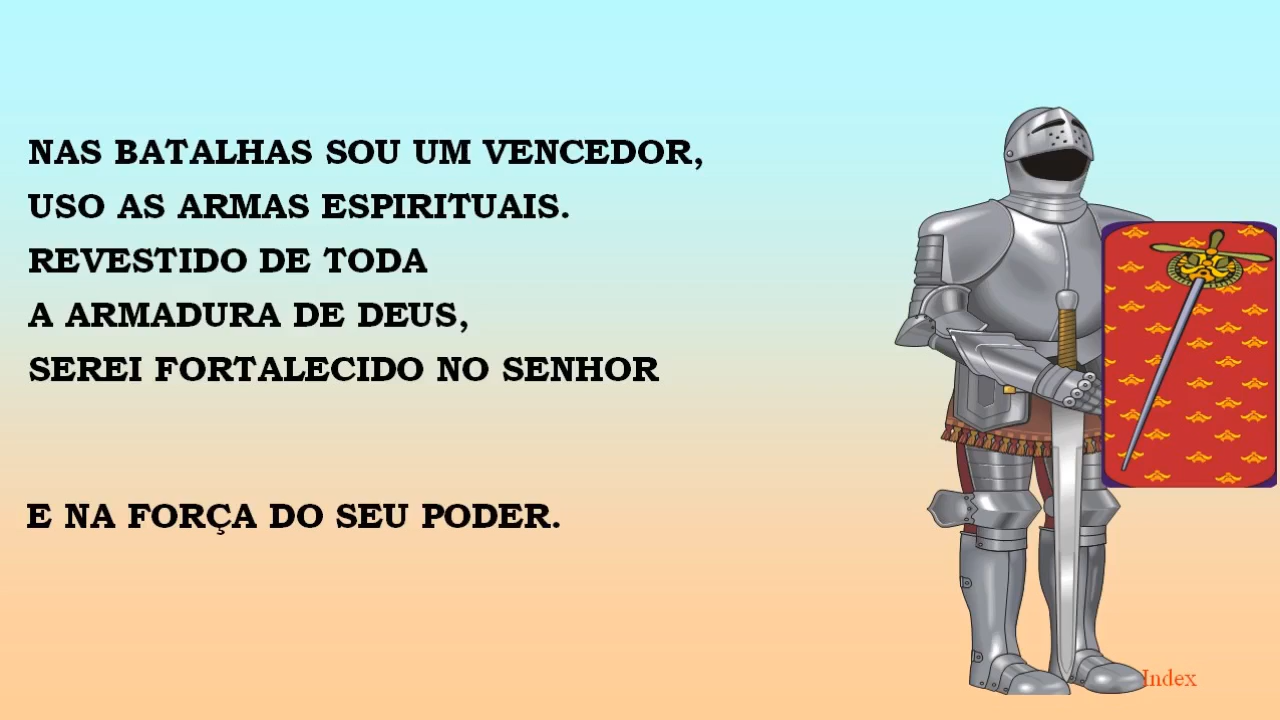 NAS BATALHAS SOU UM VENCEDOR,
USO AS ARMAS ESPIRITUAIS.
REVESTIDO DE TODA
A ARMADURA DE DEUS,
SEREI FORTALECIDO NO SENHOR
E NA FORÇA DO SEU PODER.
Index